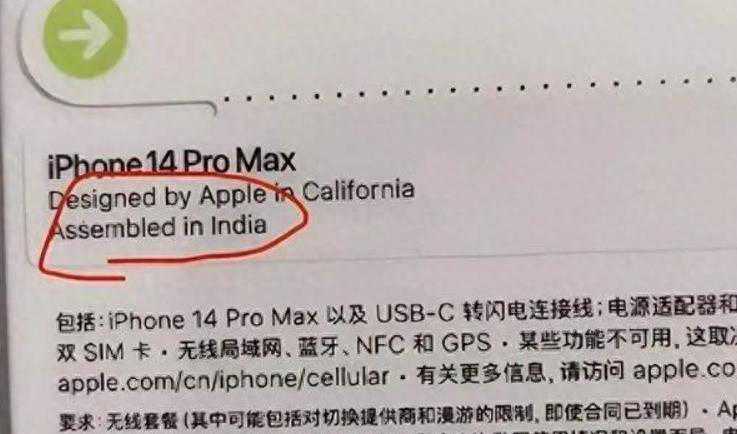 iPhone 14 Pro Max
Designed by Apple in California
Assembled in India
包括：iPhone 14 Pro Max 以及 USB-C 转闪电连接线；电源适配器和
双 SIM 卡・无线局域网、蓝牙、NFC 和 GPS・某些功能不可用，这取决
apple.com/cn/iphone/cellular・有关更多信息，请访问 apple.co
要求：无线套餐（其中可能包括对切换提供商和漫游的限制，即使合同已到期）・Ap